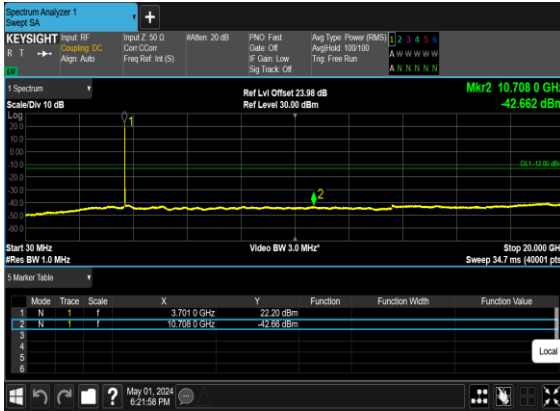 Spectrum Analyzer 1
Swept SA
+
KEYSIGHT Input: RF Input Z: 50 Ω #Atten: 20 dB PNO: Fast Avg Type: Power (RMS) 1 2 3 4 5 6
R T Coupling: DC Corr CCorr Gate: Off Avg|Hold: 100/100 A W W W W W
Align: Auto Freq Ref: Int (S) IF Gain: Low Trig: Free Run
Sig Track: Off A N N N N N
1 Spectrum Ref Lvl Offset 23.98 dB Mkr2 10.708 0 GHz
Scale/Div 10 dB Ref Level 30.00 dBm -42.662 dBm
Log
1
20.0
10.0
0.00
-10.0 DL1 -13.00 dBm
-20.0
-30.0
-40.0 2
-50.0
-60.0
Start 30 MHz Video BW 3.0 MHz* Stop 20.000 GHz
#Res BW 1.0 MHz Sweep 34.7 ms (40001 pts)
5 Marker Table
Mode Trace Scale X Y Function Function Width Function Value
1 N 1 f 3.701 0 GHz 22.20 dBm
2 N 1 f 10.708 0 GHz -42.66 dBm
3
4
5
6
Local
? May 01, 2024
6:21:58 PM